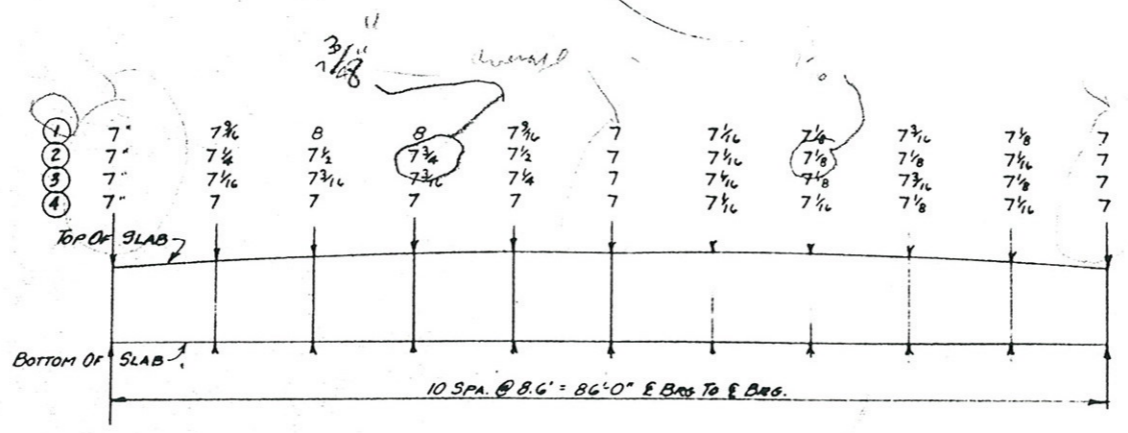 average
① 7" 7 9/16 8 8 7 9/16 7 7 1/16 7 1/8 7 3/16 7 1/8 7
② 7" 7 1/4 7 1/2 7 3/4 7 1/2 7 7 1/16 7 1/8 7 1/8 7 1/16 7
③ 7" 7 1/16 7 3/16 7 3/16 7 1/4 7 7 1/16 7 1/8 7 3/16 7 1/8 7
④ 7" 7 7 7 7 7 7 1/16 7 1/16 7 1/8 7 1/16 7
TOP OF SLAB
BOTTOM OF SLAB
10 SPA. @ 8.6' = 86'-0" ℄ BRG TO ℄ BRG.